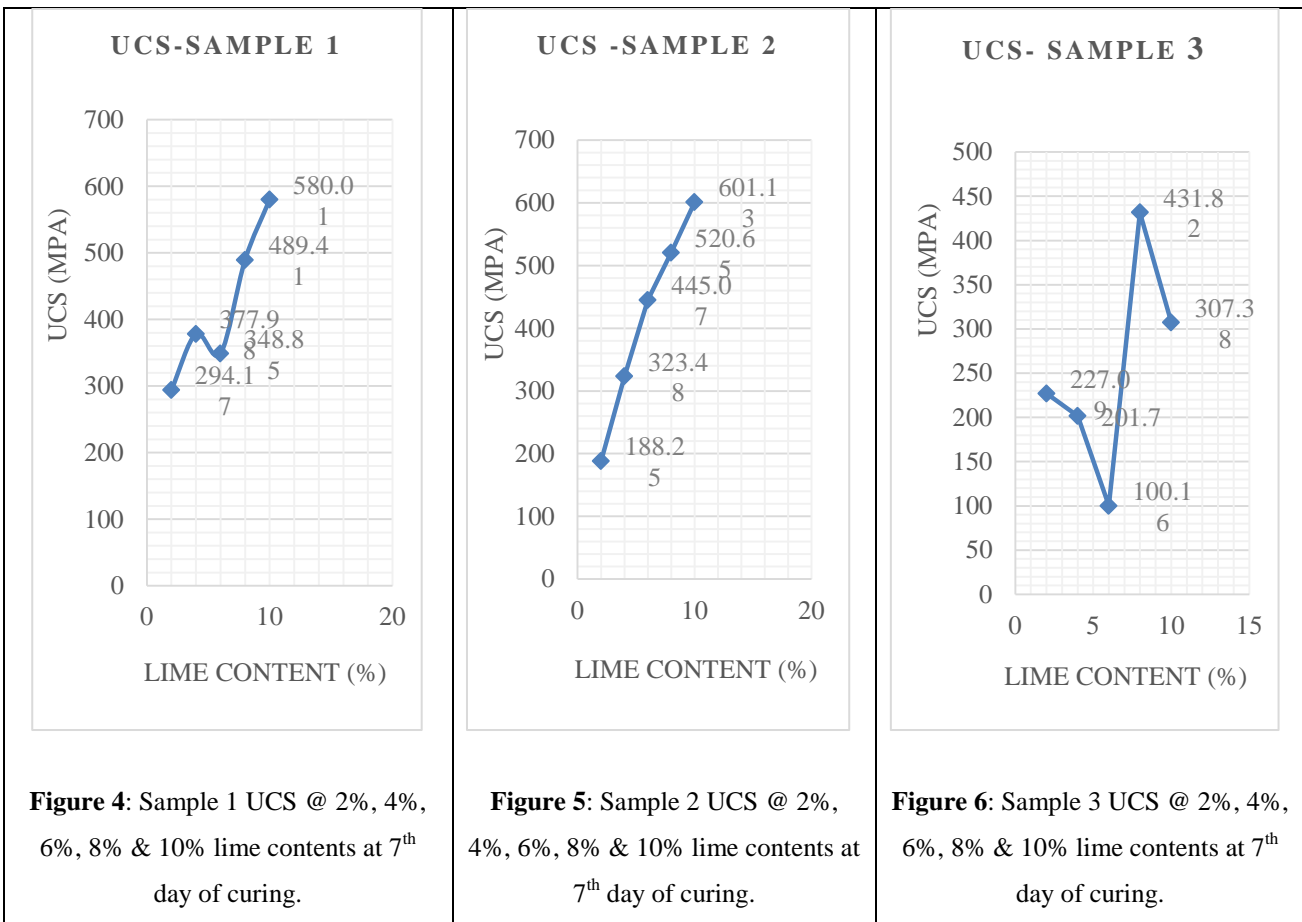 UCS-SAMPLE 1
700
600
500
400
300
200
100
0
0 10 20
UCS (MPA)
LIME CONTENT (%)
294.1
7
377.9
8
348.8
5
489.4
1
580.0
1
Figure 4: Sample 1 UCS @ 2%, 4%,
6%, 8% & 10% lime contents at 7th
day of curing.
UCS -SAMPLE 2
700
600
500
400
300
200
100
0
0 10 20
UCS (MPA)
LIME CONTENT (%)
188.2
5
323.4
8
445.0
7
520.6
5
601.1
3
Figure 5: Sample 2 UCS @ 2%,
4%, 6%, 8% & 10% lime contents at
7th day of curing.
UCS- SAMPLE 3
500
450
400
350
300
250
200
150
100
50
0
0 5 10 15
UCS (MPA)
LIME CONTENT (%)
227.0
9
201.7
100.1
6
431.8
2
307.3
8
Figure 6: Sample 3 UCS @ 2%, 4%,
6%, 8% & 10% lime contents at 7th
day of curing.